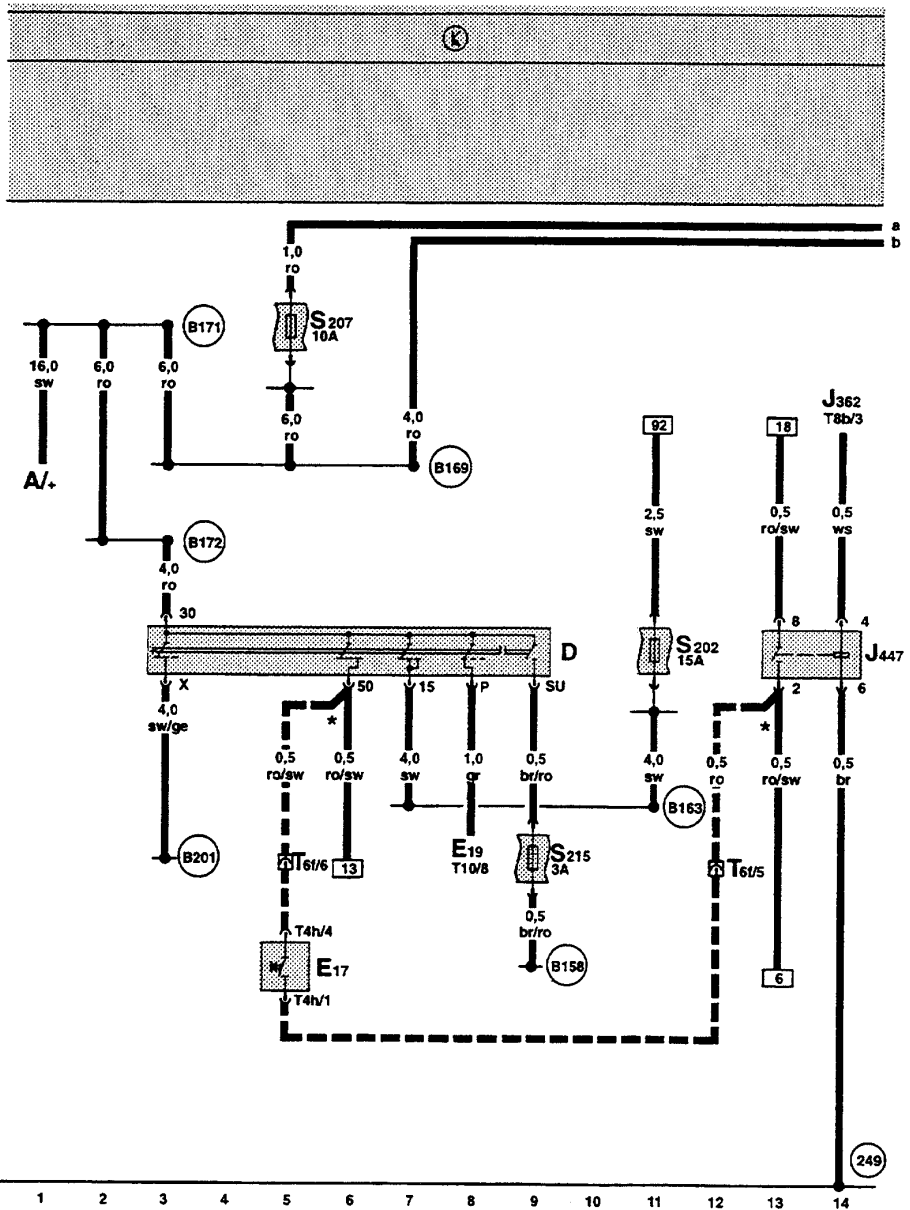 K
a
b
1,0
ro
S207
10A
B171
16,0
sw
6,0
ro
6,0
ro
6,0
ro
4,0
ro
A/+
B169
J362
T8b/3
92
18
2,5
sw
0,5
ro/sw
0,5
ws
B172
4,0
ro
30
8
4
D
S202
15A
J447
X
50
15
P
SU
2
6
4,0
sw/ge
*
*
0,5
ro/sw
0,5
ro/sw
4,0
sw
1,0
gr
0,5
br/ro
4,0
sw
0,5
ro
0,5
ro/sw
0,5
br
B163
B201
T6f/6
13
E19
T10/8
S215
3A
T6f/5
0,5
br/ro
T4h/4
E17
T4h/1
B158
6
249
1 2 3 4 5 6 7 8 9 10 11 12 13 14